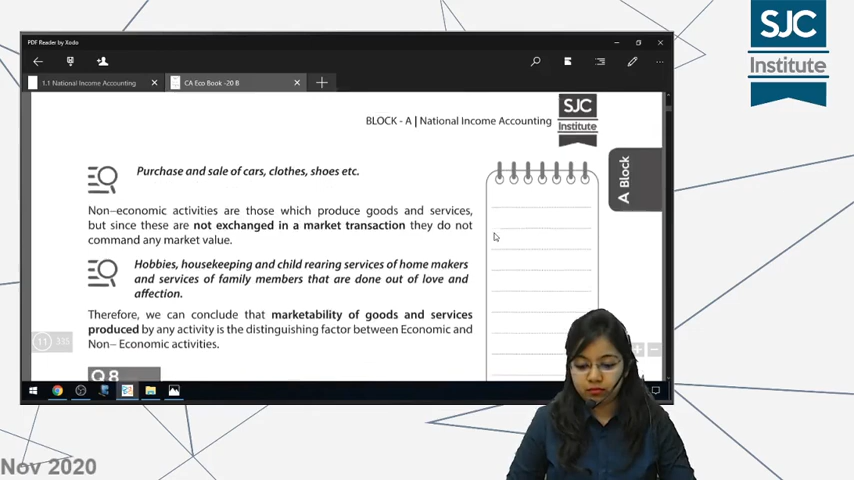 SJC
Institute
PDF Reader by Xodo
1.1 National Income Accounting
CA Eco Book -20 B
BLOCK - A | National Income Accounting
SJC
Institute
A Block
Purchase and sale of cars, clothes, shoes etc.
Non-economic activities are those which produce goods and services,
but since these are not exchanged in a market transaction they do not
command any market value.
Hobbies, housekeeping and child rearing services of home makers
and services of family members that are done out of love and
affection.
Therefore, we can conclude that marketability of goods and services
produced by any activity is the distinguishing factor between Economic and
Non- Economic activities.
11 335
Q 8
Nov 2020